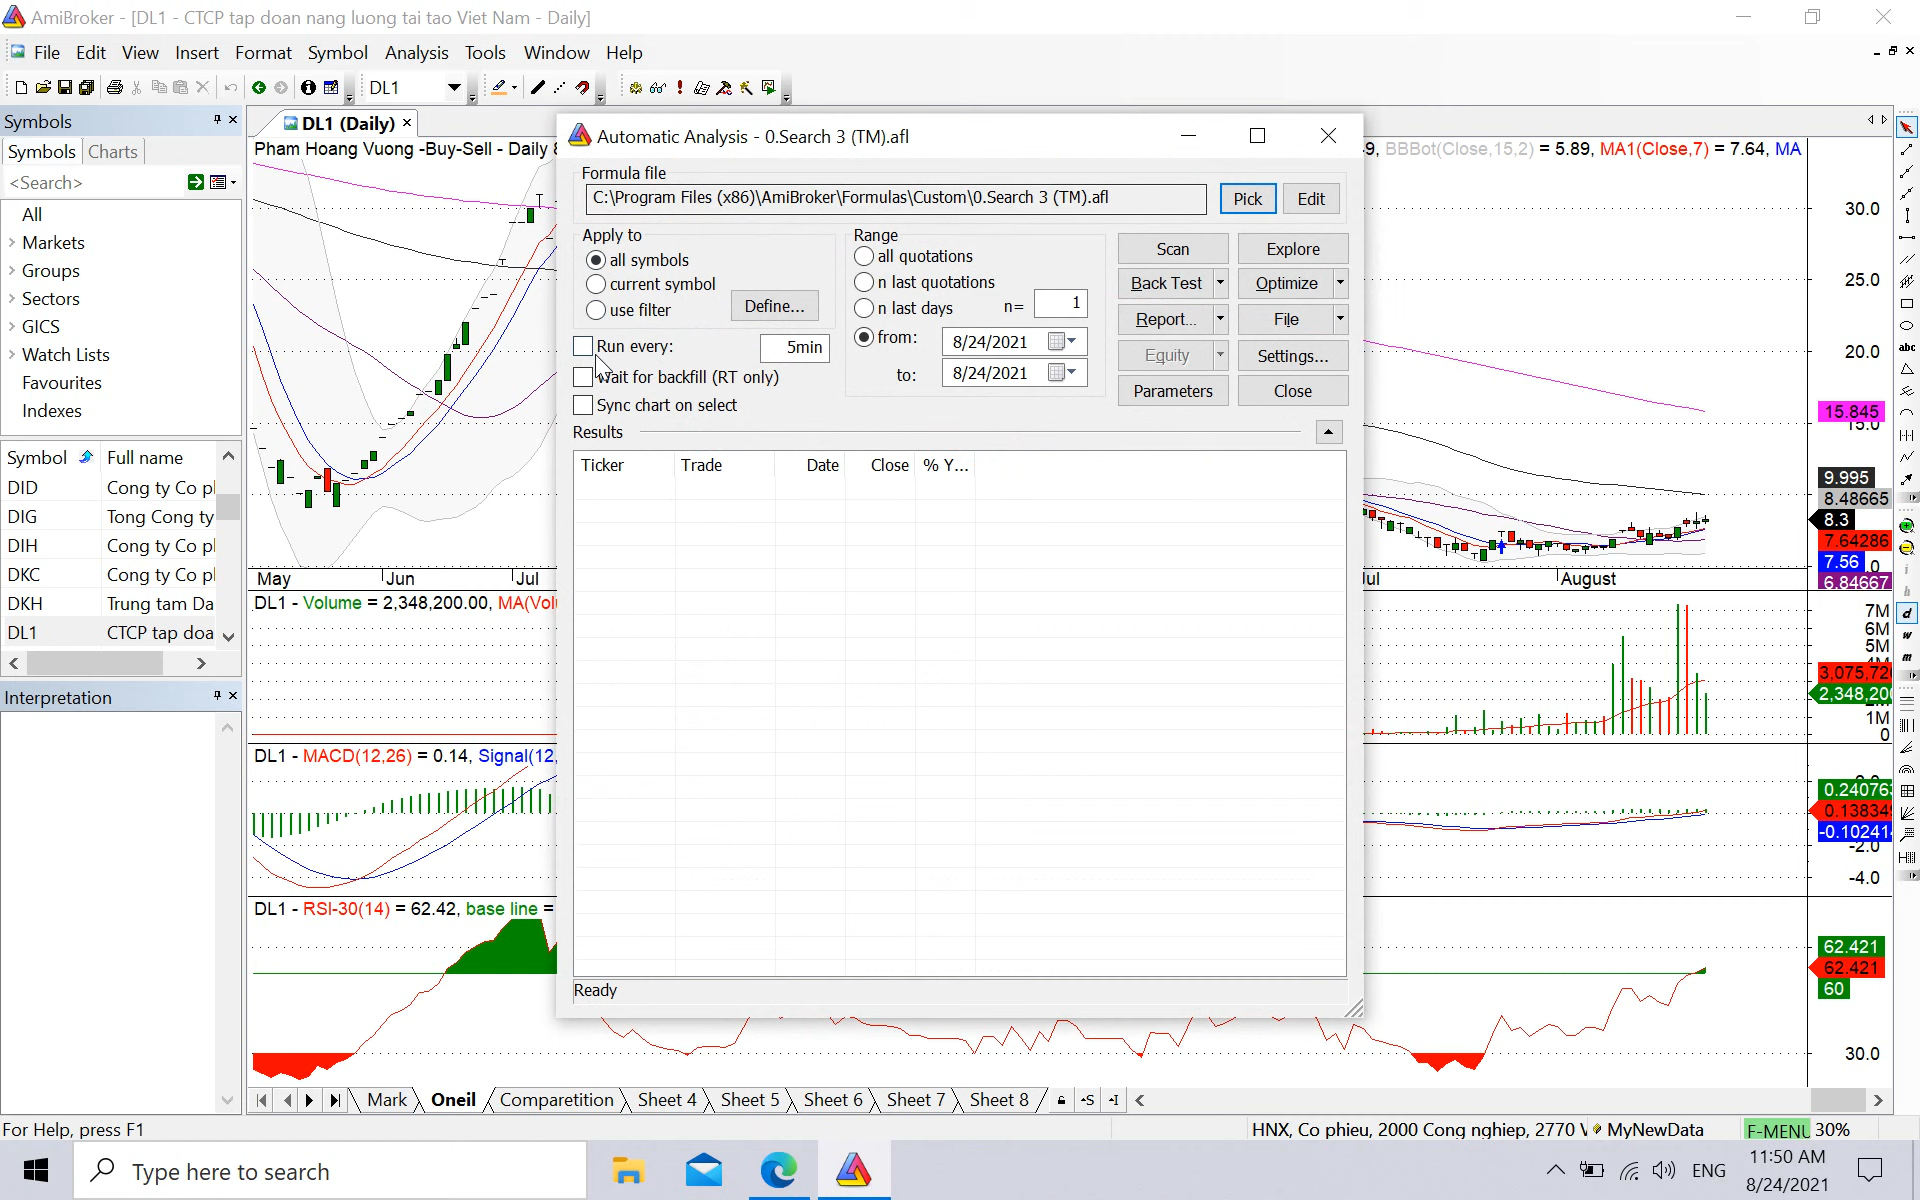 AmiBroker - [DL1 - CTCP tap doan nang luong tai tao Viet Nam - Daily]
File Edit View Insert Format Symbol Analysis Tools Window Help
DL1
Symbols
Symbols Charts
<Search>
All
Markets
Groups
Sectors
GICS
Watch Lists
Favourites
Indexes
Symbol Full name
DID Cong ty Co pl
DIG Tong Cong ty
DIH Cong ty Co pl
DKC Cong ty Co pl
DKH Trung tam Da
DL1 CTCP tap doa
Interpretation
DL1 (Daily)
Pham Hoang Vuong -Buy-Sell - Daily
BBBot(Close,15,2) = 5.89, MA1(Close,7) = 7.64, MA
Automatic Analysis - 0.Search 3 (TM).afl
Formula file
C:\Program Files (x86)\AmiBroker\Formulas\Custom\0.Search 3 (TM).afl
Pick Edit
Apply to
all symbols
current symbol
use filter
Define...
Run every: 5min
Wait for backfill (RT only)
Sync chart on select
Range
all quotations
n last quotations
n last days n= 1
from: 8/24/2021
to: 8/24/2021
Scan Explore
Back Test Optimize
Report... File
Equity Settings...
Parameters Close
Results
Ticker Trade Date Close % Y...
Ready
30.0
25.0
20.0
15.845
15.0
9.995
8.48665
8.3
7.64286
7.56
6.84667
May Jun Jul
Jul August
DL1 - Volume = 2,348,200.00, MA(Vol
7M
6M
5M
4M
3,075,72
2,348,20
1M
0
DL1 - MACD(12,26) = 0.14, Signal(12,
0.24076
0.13834
-0.10241
-2.0
-4.0
DL1 - RSI-30(14) = 62.42, base line =
62.421
62.421
60
30.0
abc
d
w
m
Mark Oneil Comparetition Sheet 4 Sheet 5 Sheet 6 Sheet 7 Sheet 8
For Help, press F1
HNX, Co phieu, 2000 Cong nghiep, 2770 V MyNewData F-MENU 30%
Type here to search
ENG
11:50 AM
8/24/2021